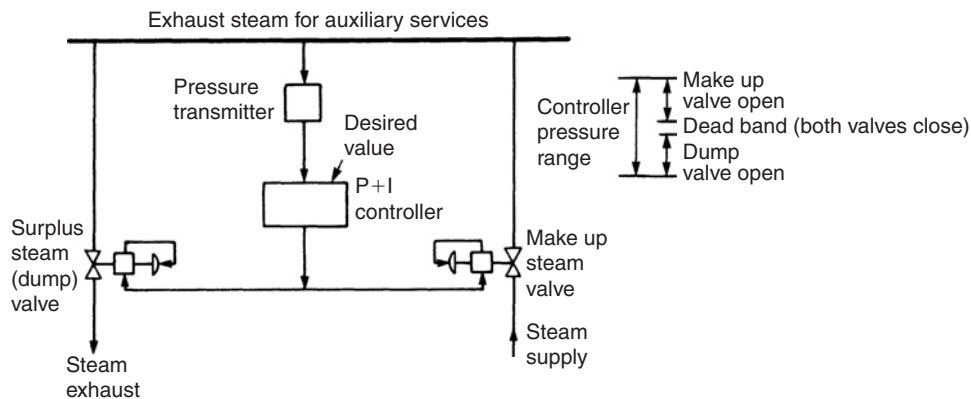 Exhaust steam for auxiliary services
Pressure
transmitter
Desired
value
P+I
controller
Surplus
steam
(dump)
valve
Steam
exhaust
Make up
steam
valve
Steam
supply
Controller
pressure
range
Make up
valve open
Dead band (both valves close)
Dump
valve open